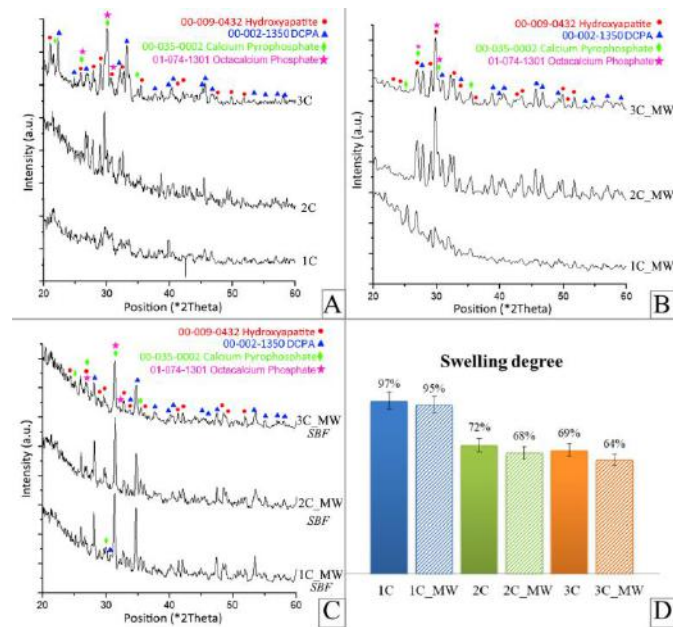 00-009-0432 Hydroxyapatite
00-002-1350 DCPA
00-035-0002 Calcium Pyrophosphate
01-074-1301 Octacalcium Phosphate
3C
2C
1C
Intensity (a.u.)
20 30 40 50 60
Position (*2Theta)
A
00-009-0432 Hydroxyapatite
00-002-1350 DCPA
00-035-0002 Calcium Pyrophosphate
01-074-1301 Octacalcium Phosphate
3C_MW
2C_MW
1C_MW
Intensity (a.u.)
20 30 40 50 60
Position (*2Theta)
B
00-009-0432 Hydroxyapatite
00-002-1350 DCPA
00-035-0002 Calcium Pyrophosphate
01-074-1301 Octacalcium Phosphate
3C_MW
SBF
2C_MW
SBF
1C_MW
SBF
Intensity (a.u.)
20 30 40 50 60
Position (*2Theta)
C
Swelling degree
97% 95% 72% 68% 69% 64%
1C 1C_MW 2C 2C_MW 3C 3C_MW
D